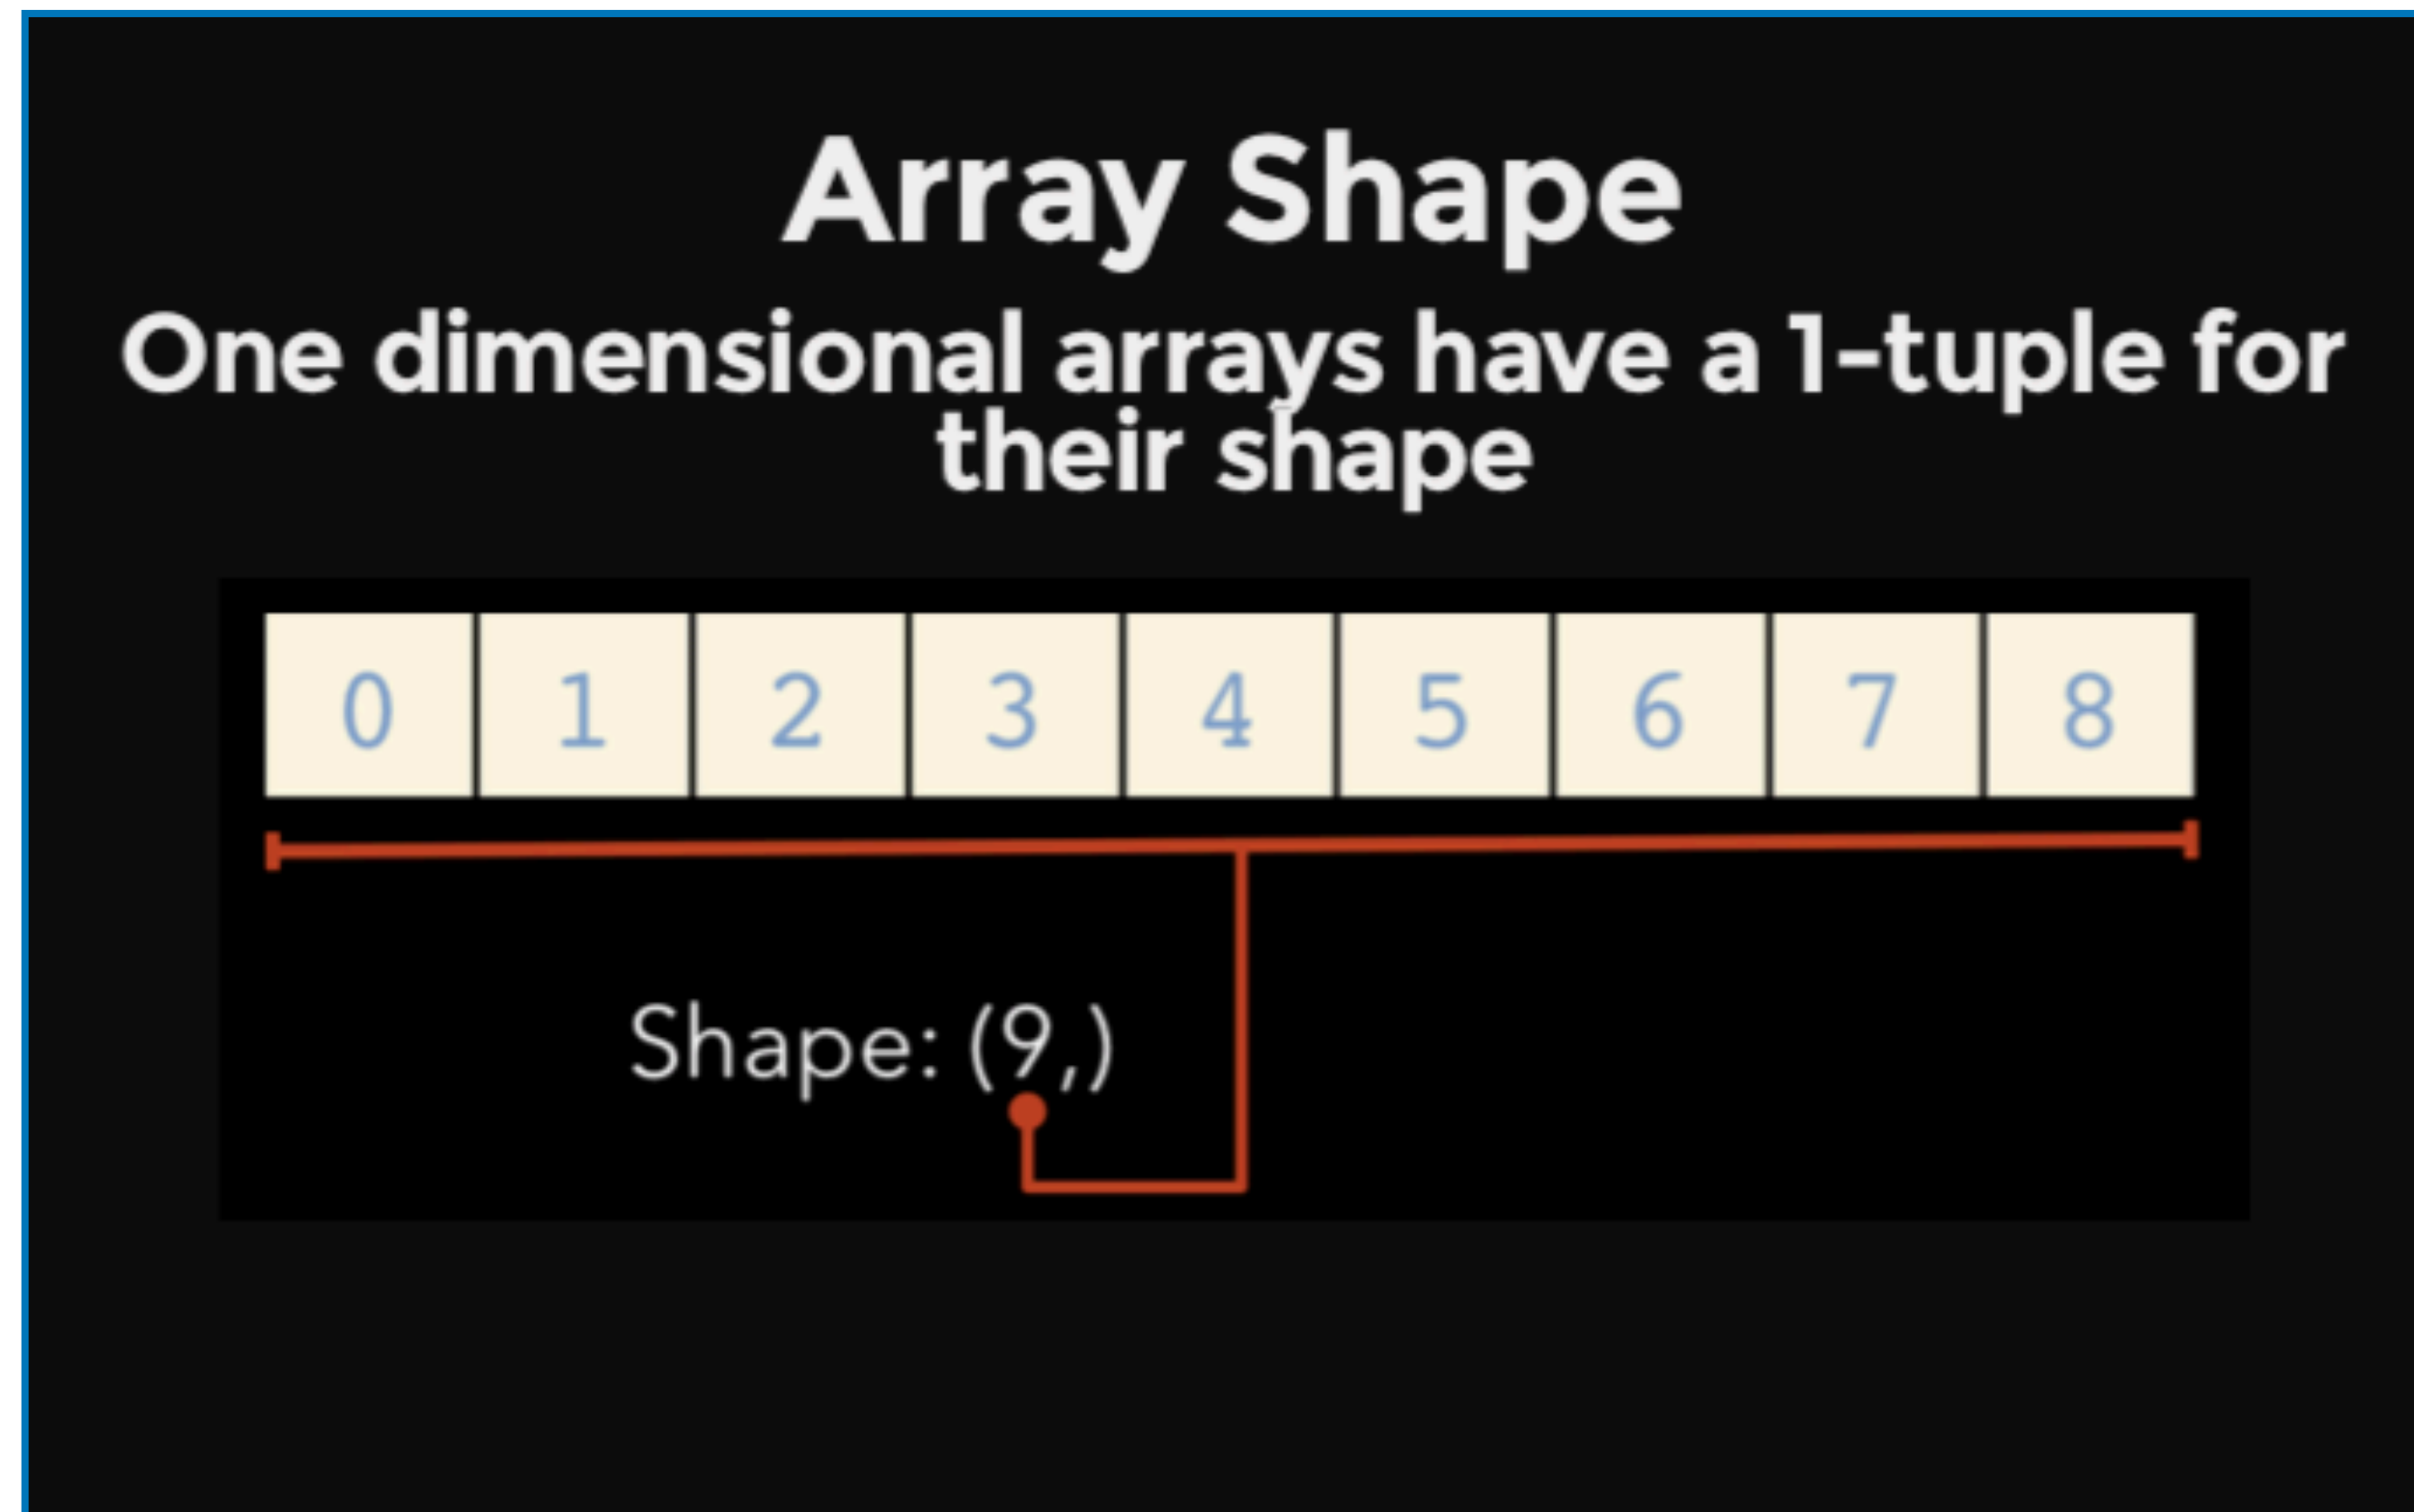 Array Shape
One dimensional arrays have a 1-tuple for
their shape
0 1 2 3 4 5 6 7 8
Shape: (9,)